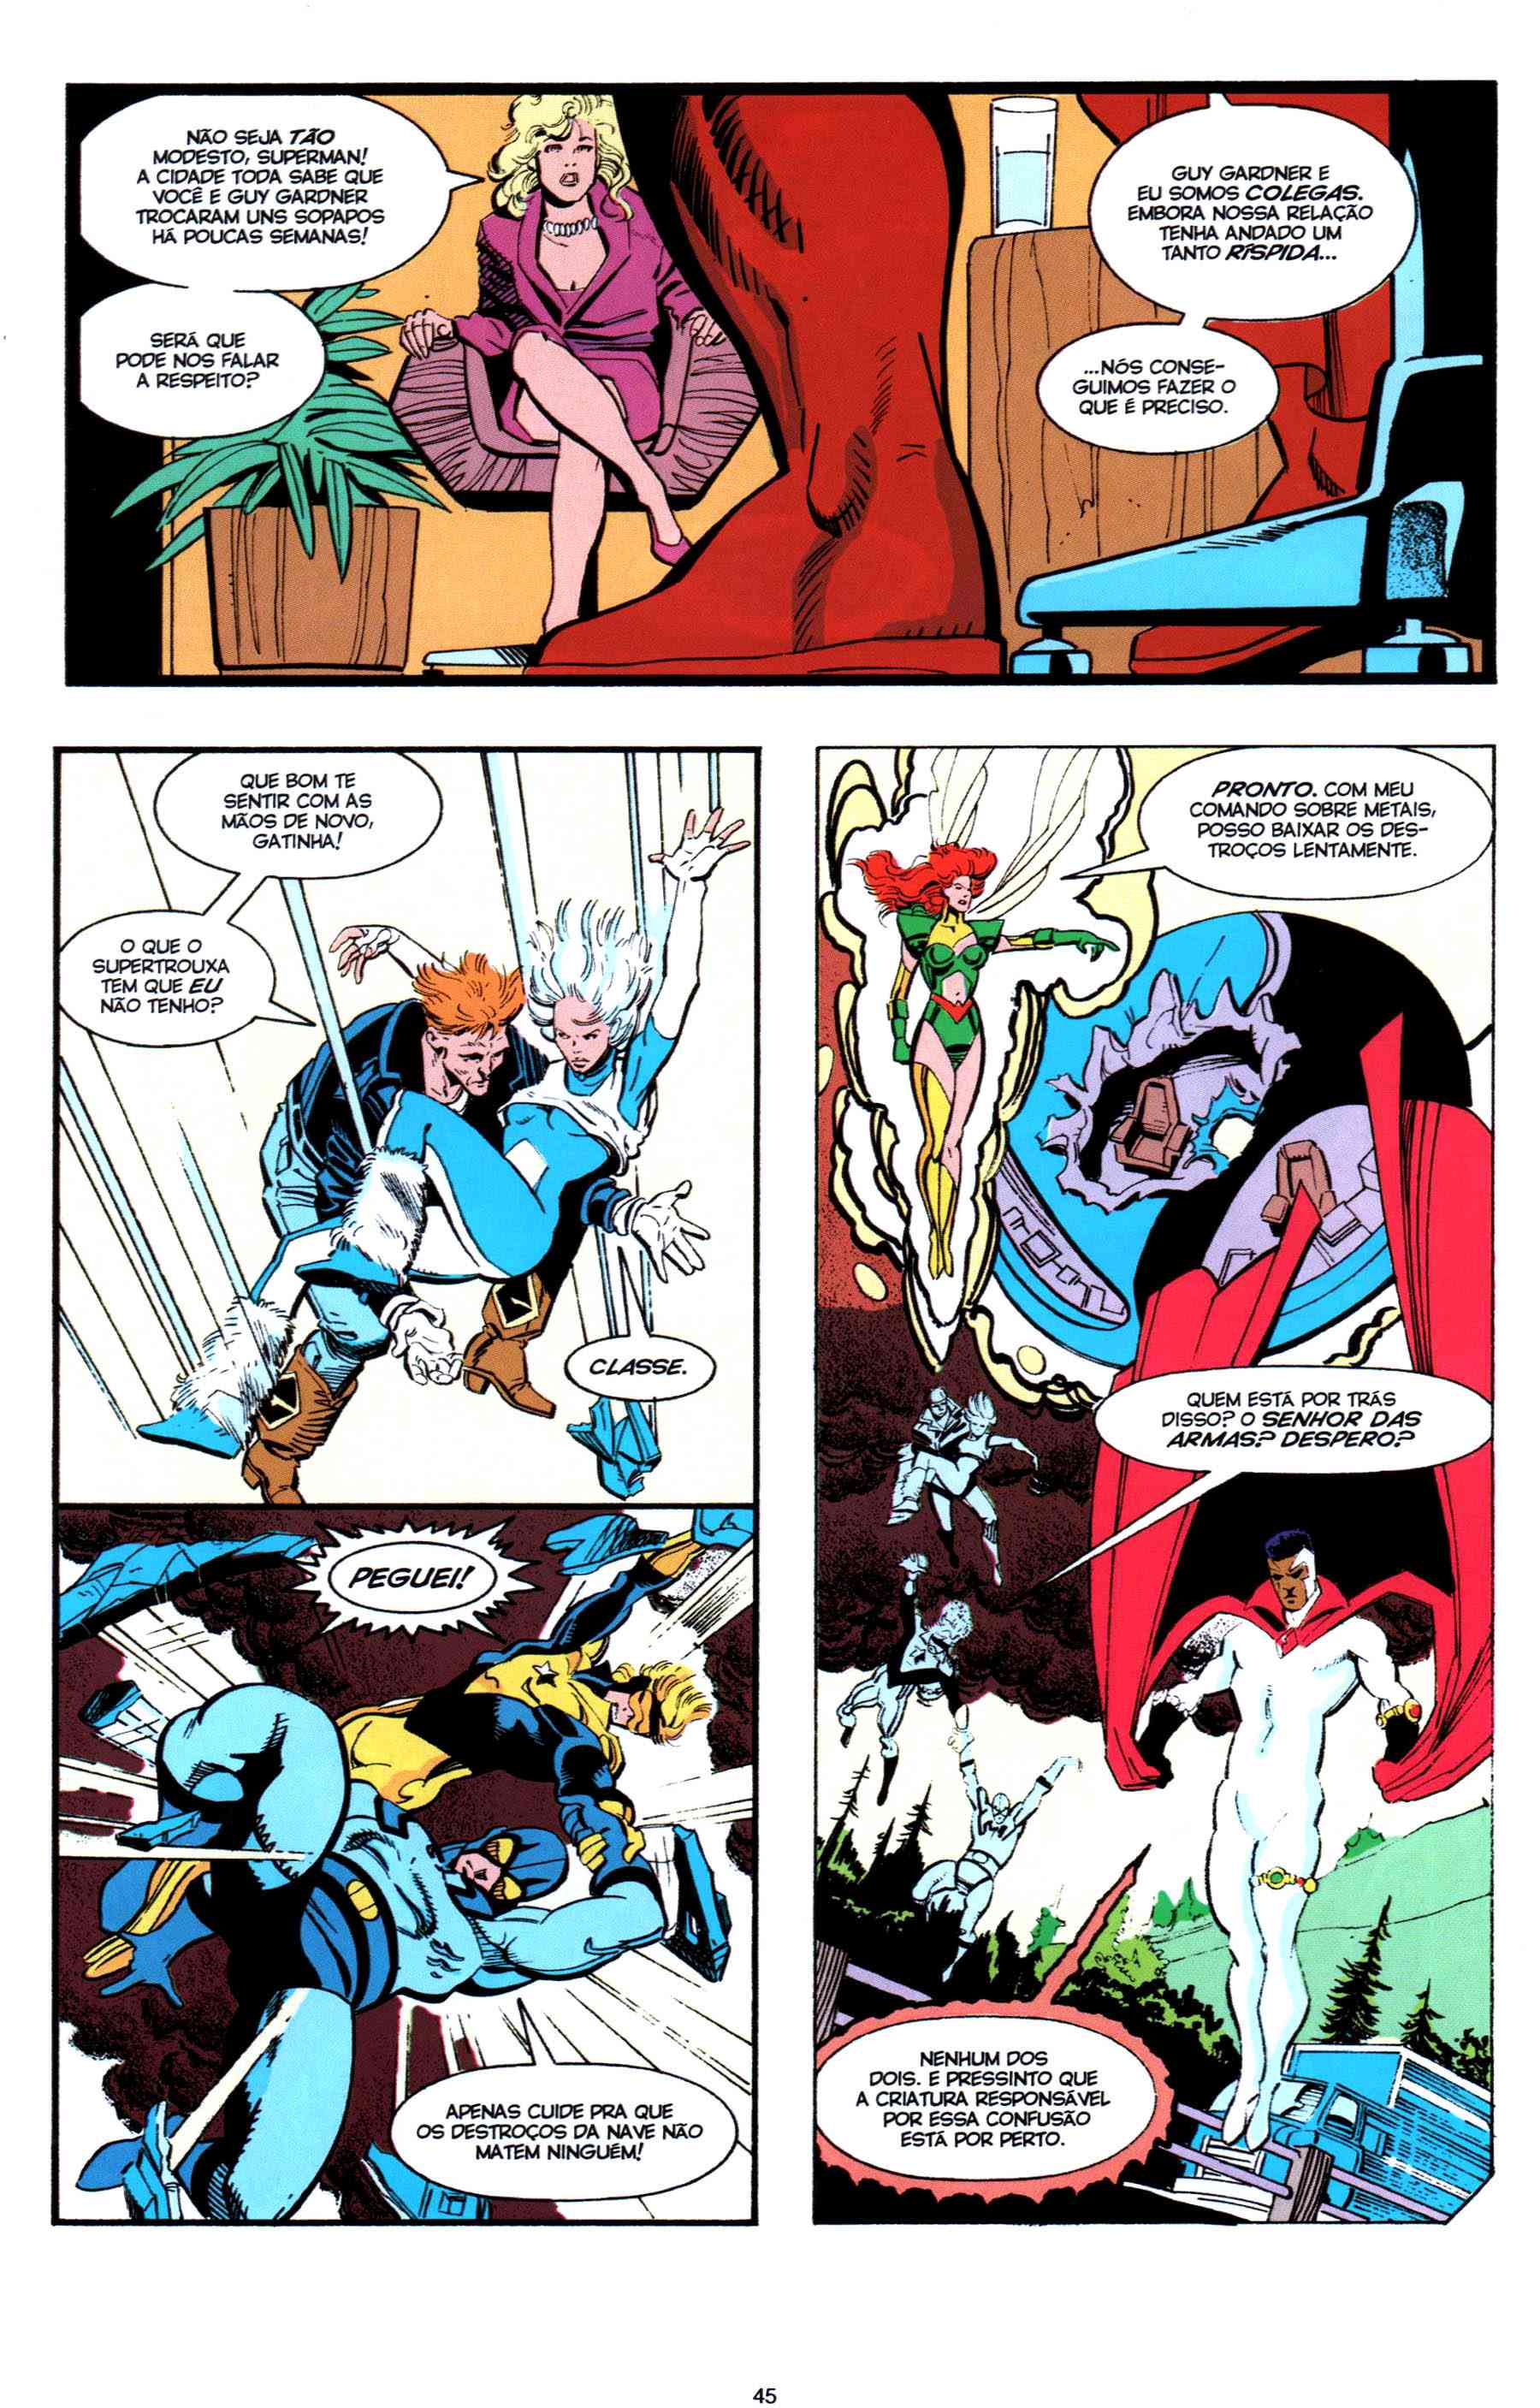 NÃO SEJA TÃO
MODESTO, SUPERMAN!
A CIDADE TODA SABE QUE
VOCÊ E GUY GARDNER
TROCARAM UNS SOPAPOS
HÁ POUCAS SEMANAS!
SERÁ QUE
PODE NOS FALAR
A RESPEITO?
GUY GARDNER E
EU SOMOS COLEGAS.
EMBORA NOSSA RELAÇÃO
TENHA ANDADO UM
TANTO RÍSPIDA...
...NÓS CONSE-
GUIMOS FAZER O
QUE É PRECISO.
QUE BOM TE
SENTIR COM AS
MÃOS DE NOVO,
GATINHA!
O QUE O
SUPERTROUXA
TEM QUE EU
NÃO TENHO?
CLASSE.
PEGUEI!
APENAS CUIDE PRA QUE
OS DESTROÇOS DA NAVE NÃO
MATEM NINGUÉM!
PRONTO. COM MEU
COMANDO SOBRE METAIS,
POSSO BAIXAR OS DES-
TROÇOS LENTAMENTE.
QUEM ESTÁ POR TRÁS
DISSO? O SENHOR DAS
ARMAS? DESPERO?
NENHUM DOS
DOIS. E PRESSINTO QUE
A CRIATURA RESPONSÁVEL
POR ESSA CONFUSÃO
ESTÁ POR PERTO.
45